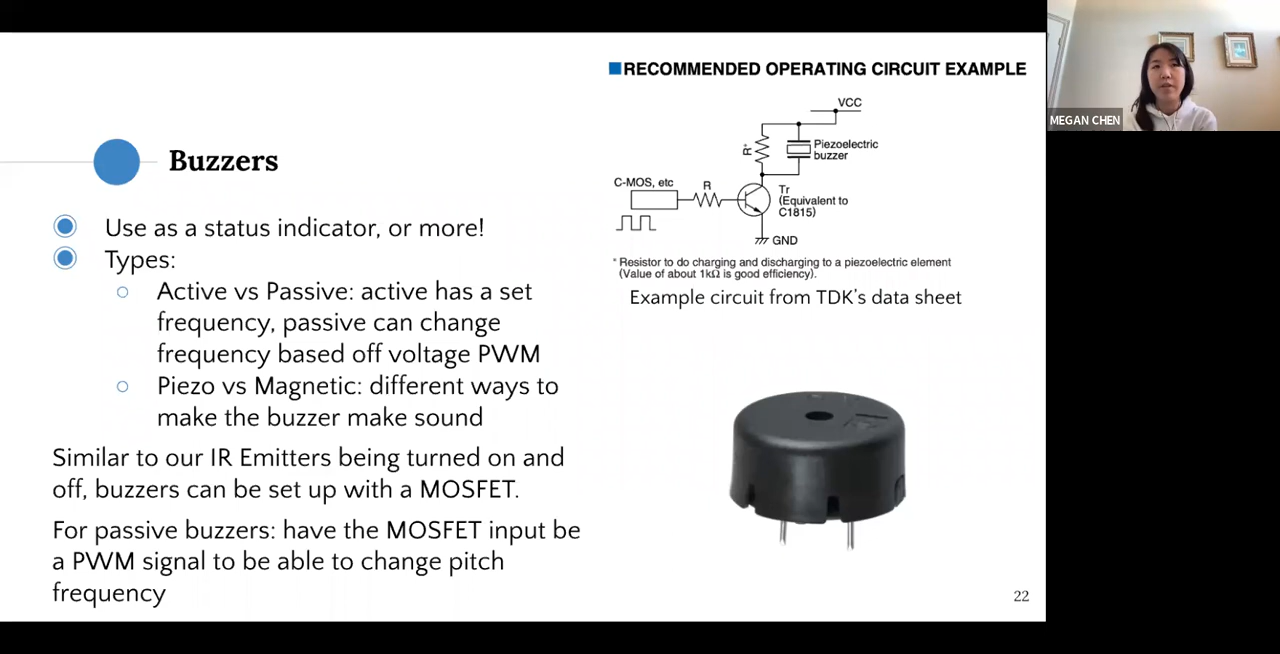 Buzzers
Use as a status indicator, or more!
Types:
Active vs Passive: active has a set
frequency, passive can change
frequency based off voltage PWM
Piezo vs Magnetic: different ways to
make the buzzer make sound
Similar to our IR Emitters being turned on and
off, buzzers can be set up with a MOSFET.
For passive buzzers: have the MOSFET input be
a PWM signal to be able to change pitch
frequency
RECOMMENDED OPERATING CIRCUIT EXAMPLE
VCC
R*
Piezoelectric
buzzer
C-MOS, etc
R
Tr
(Equivalent to
C1815)
GND
* Resistor to do charging and discharging to a piezoelectric element
(Value of about 1kΩ is good efficiency).
Example circuit from TDK's data sheet
22
MEGAN CHEN